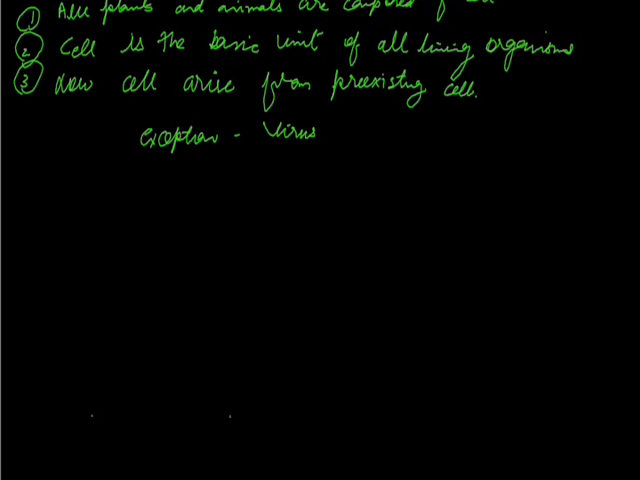 ① All plants and animals are composed of
② Cell is the basic unit of all living organisms
③ New cell arise from preexisting cell.
exception - Virus